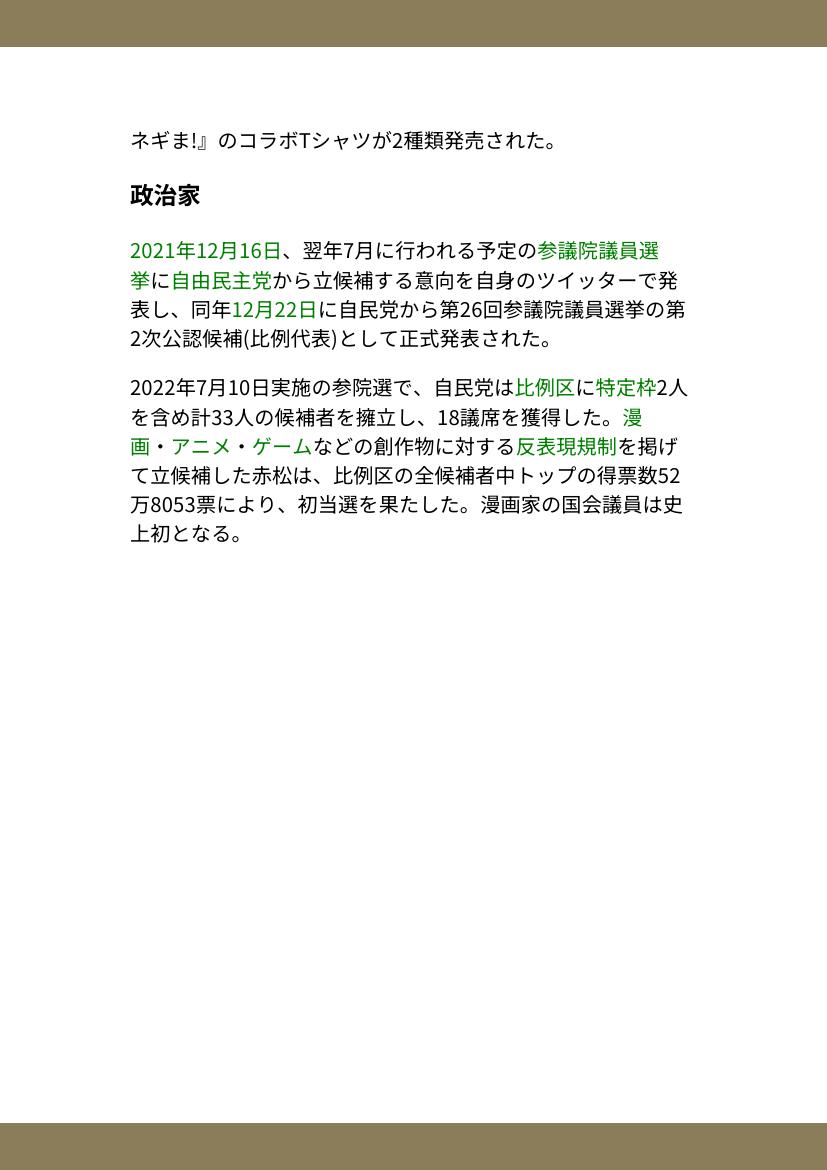 ネギま!』のコラボTシャツが2種類発売された。
政治家
2021年12月16日、翌年7月に行われる予定の参議院議員選
挙に自由民主党から立候補する意向を自身のツイッターで発
表し、同年12月22日に自民党から第26回参議院議員選挙の第
2次公認候補(比例代表)として正式発表された。
2022年7月10日実施の参院選で、自民党は比例区に特定枠2人
を含め計33人の候補者を擁立し、18議席を獲得した。漫
画・アニメ・ゲームなどの創作物に対する反表現規制を掲げ
て立候補した赤松は、比例区の全候補者中トップの得票数52
万8053票により、初当選を果たした。漫画家の国会議員は史
上初となる。